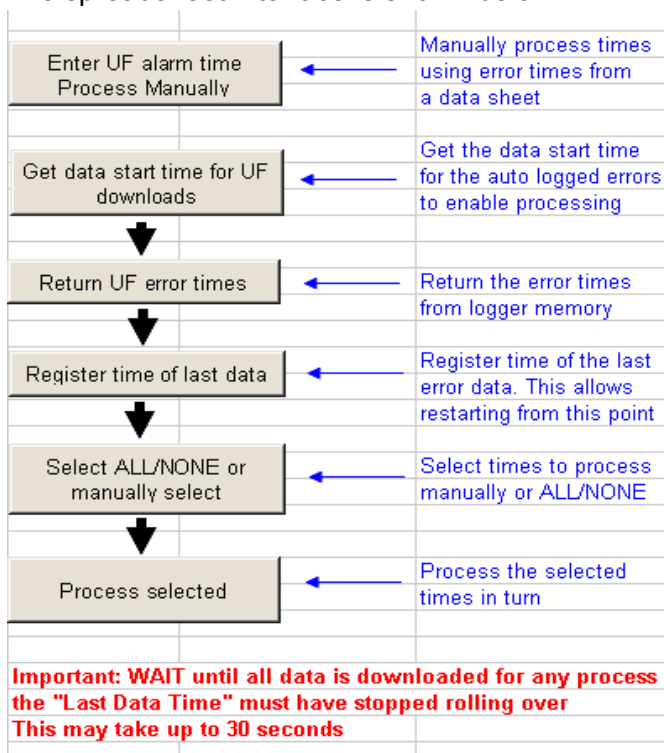 Enter UF alarm time
Process Manually
Manually process times
using error times from
a data sheet
Get data start time for UF
downloads
Get the data start time
for the auto logged errors
to enable processing
Return UF error times
Return the error times
from logger memory
Register time of last data
Register time of the last
error data. This allows
restarting from this point
Select ALL/NONE or
manually select
Select times to process
manually or ALL/NONE
Process selected
Process the selected
times in turn
Important: WAIT until all data is downloaded for any process
the "Last Data Time" must have stopped rolling over
This may take up to 30 seconds